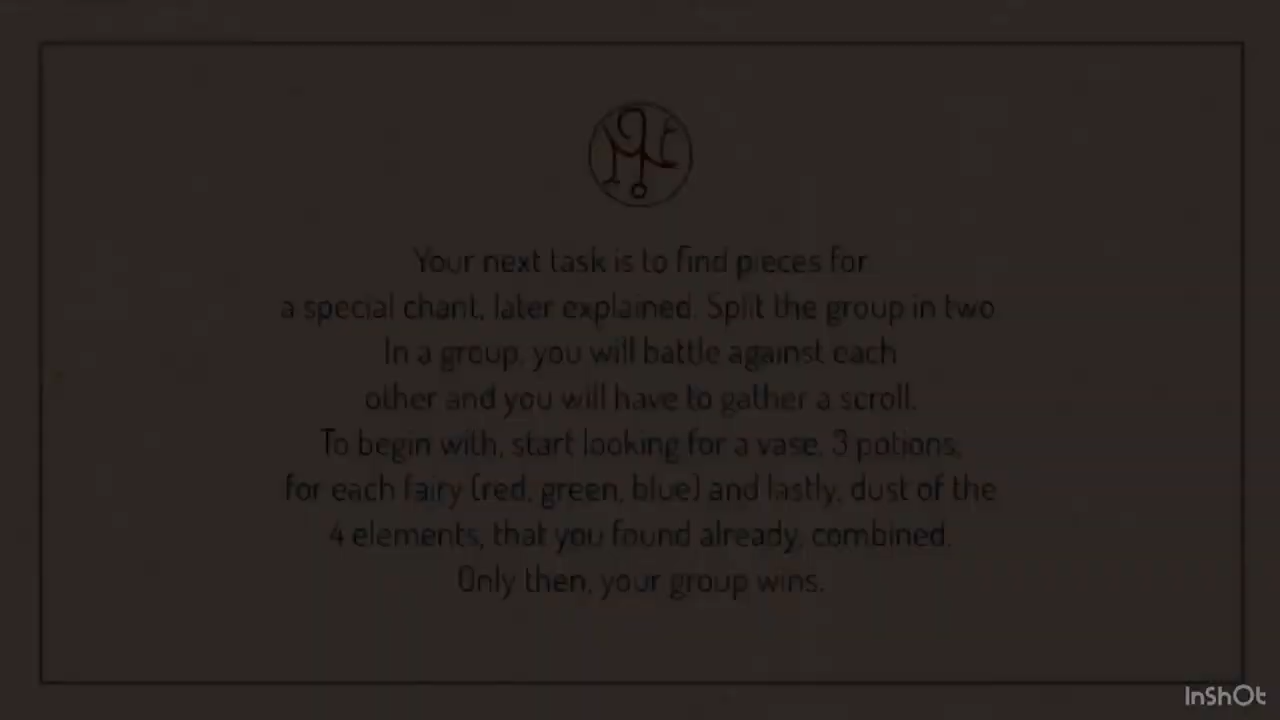 Your next task is to find pieces for
a special chant, later explained. Split the group in two.
In a group, you will battle against each
other and you will have to gather a scroll.
To begin with, start looking for a vase, 3 potions,
for each fairy (red, green, blue) and lastly, dust of the
4 elements, that you found already, combined.
Only then, your group wins.
InShOt